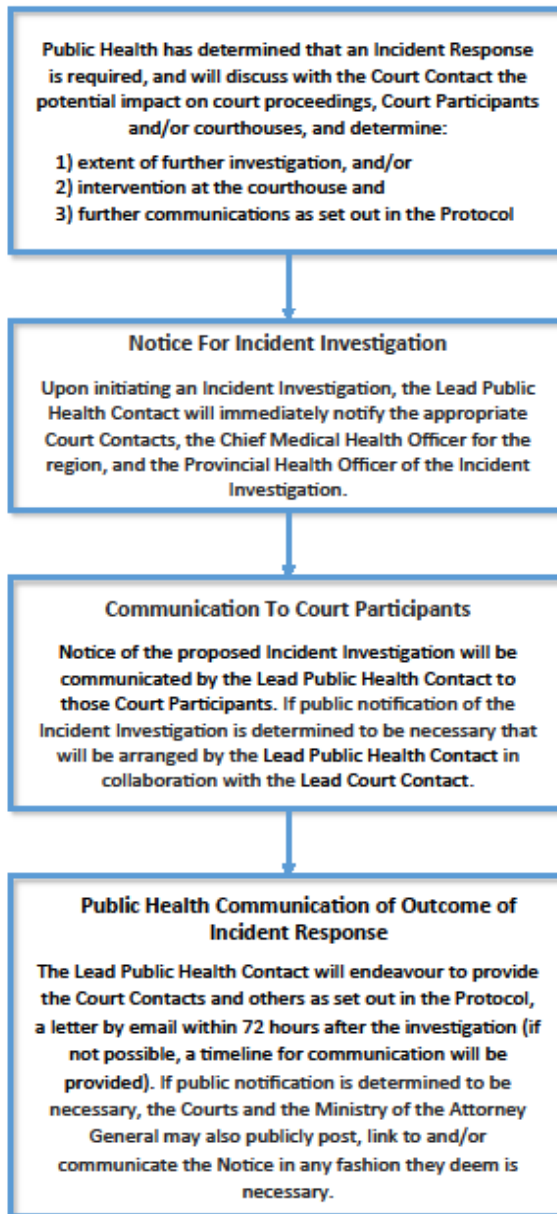 Public Health has determined that an Incident Response
is required, and will discuss with the Court Contact the
potential impact on court proceedings, Court Participants
and/or courthouses, and determine:
1) extent of further investigation, and/or
2) intervention at the courthouse and
3) further communications as set out in the Protocol
Notice For Incident Investigation
Upon initiating an Incident Investigation, the Lead Public
Health Contact will immediately notify the appropriate
Court Contacts, the Chief Medical Health Officer for the
region, and the Provincial Health Officer of the Incident
Investigation.
Communication To Court Participants
Notice of the proposed Incident Investigation will be
communicated by the Lead Public Health Contact to
those Court Participants. If public notification of the
Incident Investigation is determined to be necessary that
will be arranged by the Lead Public Health Contact in
collaboration with the Lead Court Contact.
Public Health Communication of Outcome of
Incident Response
The Lead Public Health Contact will endeavour to provide
the Court Contacts and others as set out in the Protocol,
a letter by email within 72 hours after the investigation (if
not possible, a timeline for communication will be
provided). If public notification is determined to be
necessary, the Courts and the Ministry of the Attorney
General may also publicly post, link to and/or
communicate the Notice in any fashion they deem is
necessary.